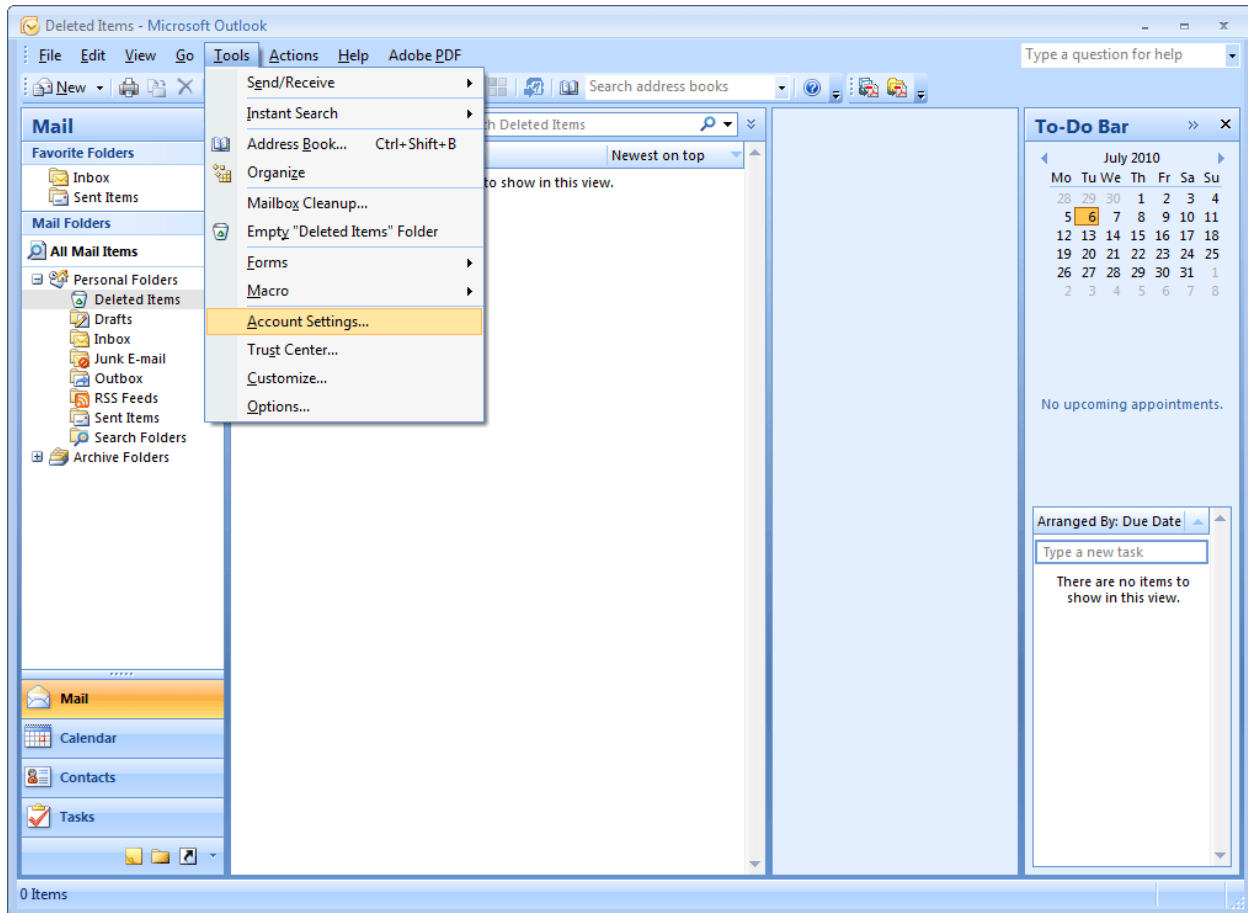 Deleted Items - Microsoft Outlook
File Edit View Go Tools Actions Help Adobe PDF
Type a question for help
New
Search address books
Send/Receive
Instant Search
Address Book... Ctrl+Shift+B
Organize
Mailbox Cleanup...
Empty "Deleted Items" Folder
Forms
Macro
Account Settings...
Trust Center...
Customize...
Options...
Mail
Favorite Folders
Inbox
Sent Items
Mail Folders
All Mail Items
Personal Folders
Deleted Items
Drafts
Inbox
Junk E-mail
Outbox
RSS Feeds
Sent Items
Search Folders
Archive Folders
Mail
Calendar
Contacts
Tasks
Deleted Items
Newest on top
to show in this view.
To-Do Bar
July 2010
Mo Tu We Th Fr Sa Su
28 29 30 1 2 3 4
5 6 7 8 9 10 11
12 13 14 15 16 17 18
19 20 21 22 23 24 25
26 27 28 29 30 31 1
2 3 4 5 6 7 8
No upcoming appointments.
Arranged By: Due Date
Type a new task
There are no items to
show in this view.
0 Items